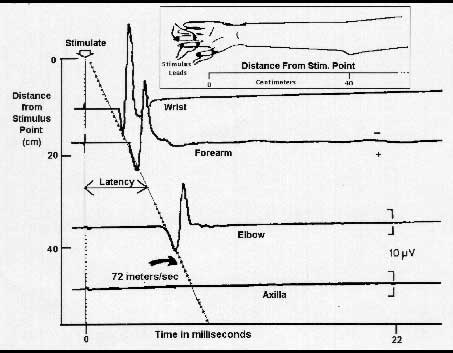 Stimulate
Stimulus
Leads
Distance From Stim. Point
0
Centimeters
40
0
Distance
from
Stimulus
Point
(cm)
Wrist
−
Forearm
+
20
Latency
Elbow
40
10 μV
72 meters/sec
Axilla
0
Time in milliseconds
22